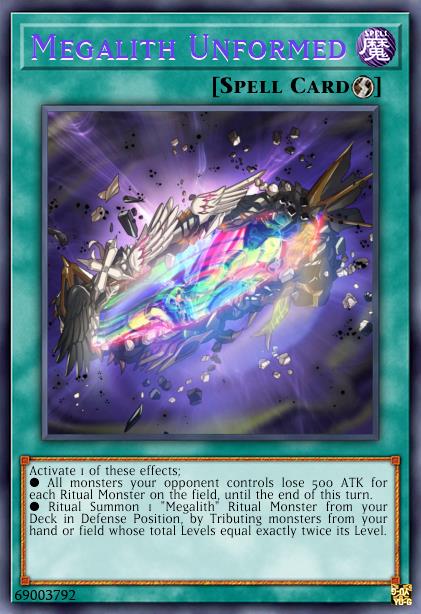 Megalith Unformed
SPELL
魔
[Spell Card]
Activate 1 of these effects;
● All monsters your opponent controls lose 500 ATK for
each Ritual Monster on the field, until the end of this turn.
● Ritual Summon 1 "Megalith" Ritual Monster from your
Deck in Defense Position, by Tributing monsters from your
hand or field whose total Levels equal exactly twice its Level.
69003792